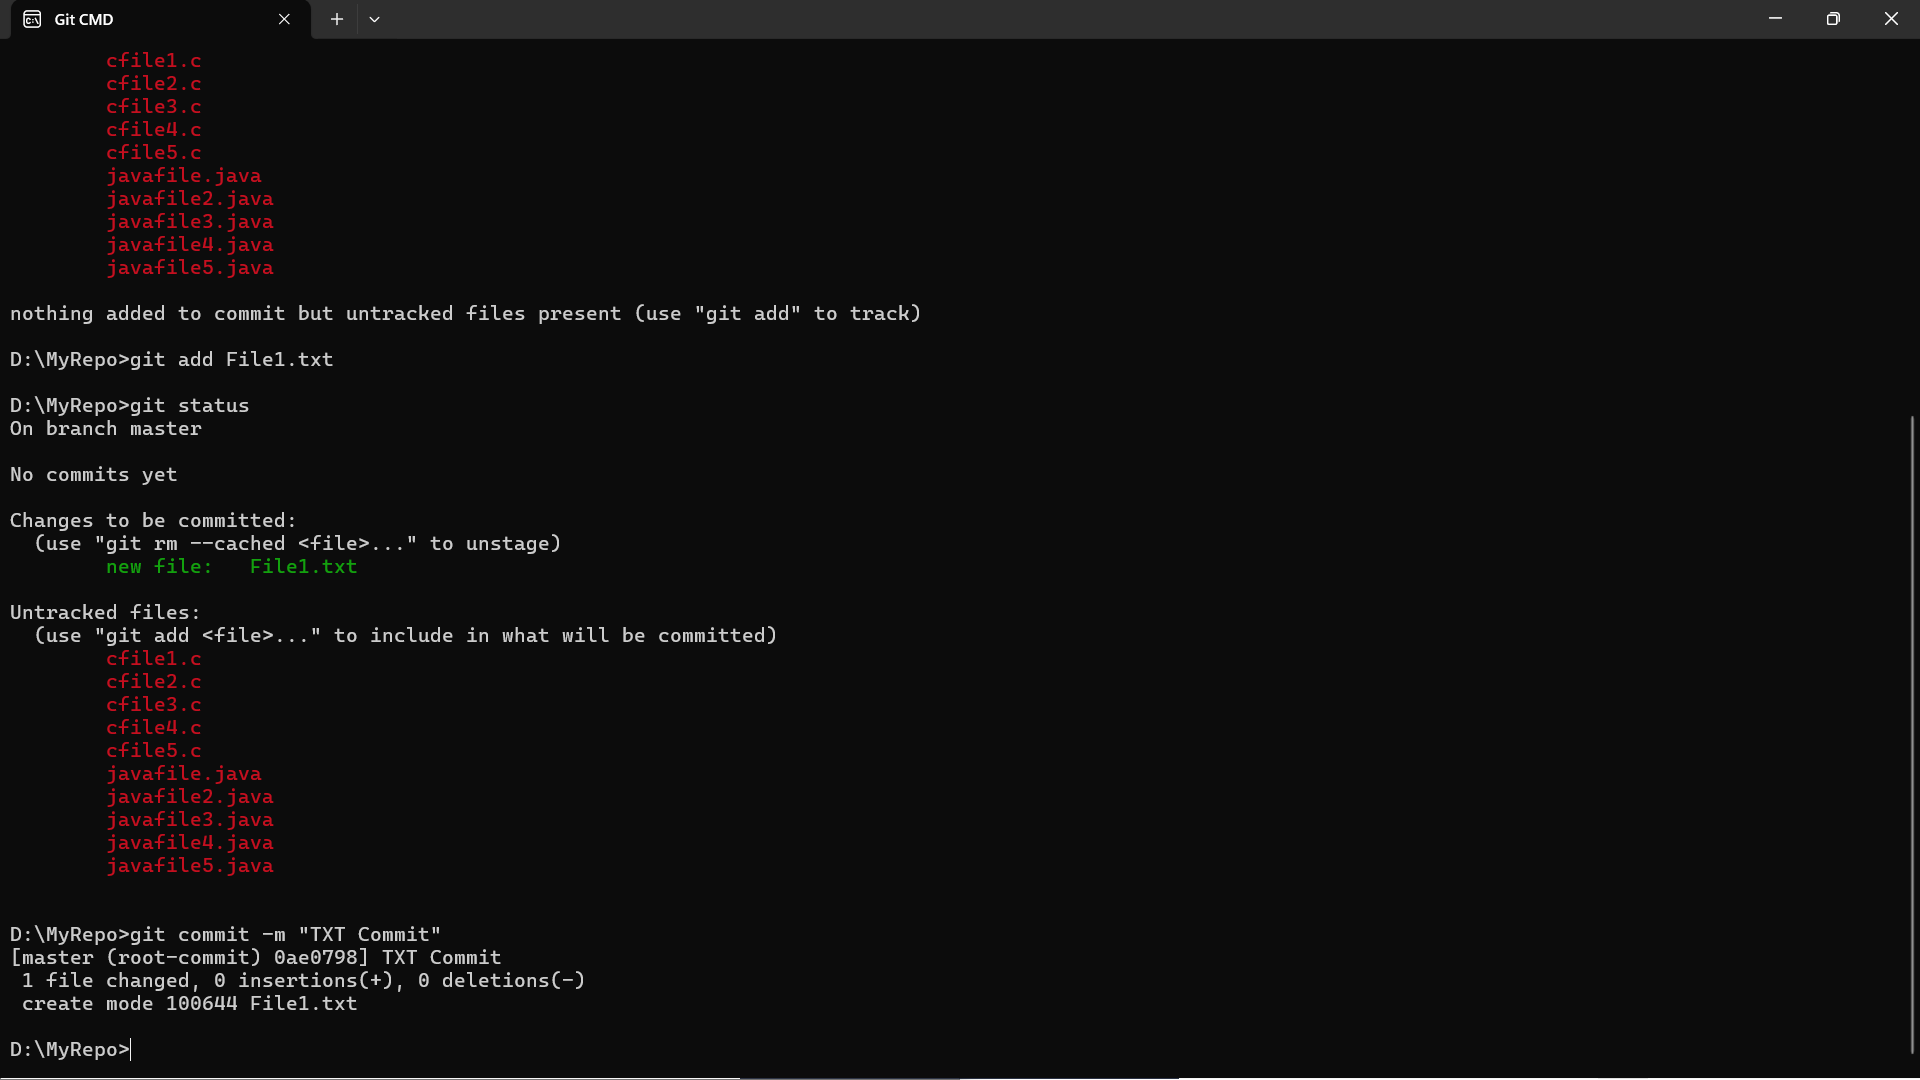 Git CMD
cfile1.c
cfile2.c
cfile3.c
cfile4.c
cfile5.c
javafile.java
javafile2.java
javafile3.java
javafile4.java
javafile5.java
nothing added to commit but untracked files present (use "git add" to track)
D:\MyRepo>git add File1.txt
D:\MyRepo>git status
On branch master
No commits yet
Changes to be committed:
  (use "git rm --cached <file>..." to unstage)
        new file:   File1.txt
Untracked files:
  (use "git add <file>..." to include in what will be committed)
        cfile1.c
        cfile2.c
        cfile3.c
        cfile4.c
        cfile5.c
        javafile.java
        javafile2.java
        javafile3.java
        javafile4.java
        javafile5.java
D:\MyRepo>git commit -m "TXT Commit"
[master (root-commit) 0ae0798] TXT Commit
 1 file changed, 0 insertions(+), 0 deletions(-)
 create mode 100644 File1.txt
D:\MyRepo>